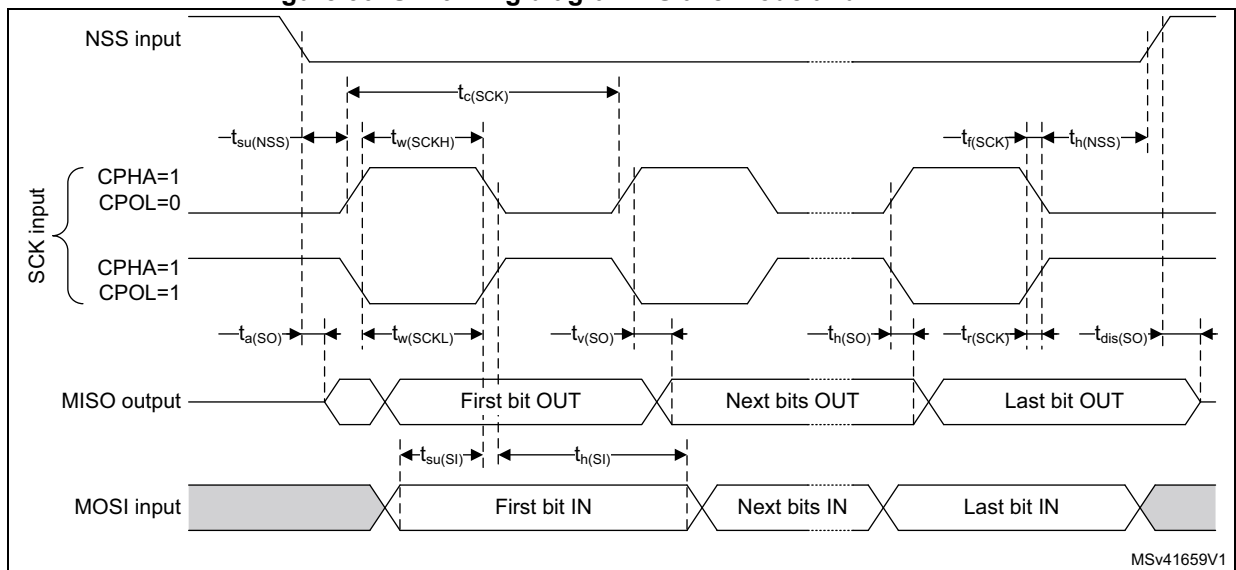 NSS input
tc(SCK)
tsu(NSS)
tw(SCKH)
tf(SCK)
th(NSS)
SCK input
CPHA=1
CPOL=0
CPHA=1
CPOL=1
ta(SO)
tw(SCKL)
tv(SO)
th(SO)
tr(SCK)
tdis(SO)
MISO output
First bit OUT
Next bits OUT
Last bit OUT
tsu(SI)
th(SI)
MOSI input
First bit IN
Next bits IN
Last bit IN
MSv41659V1